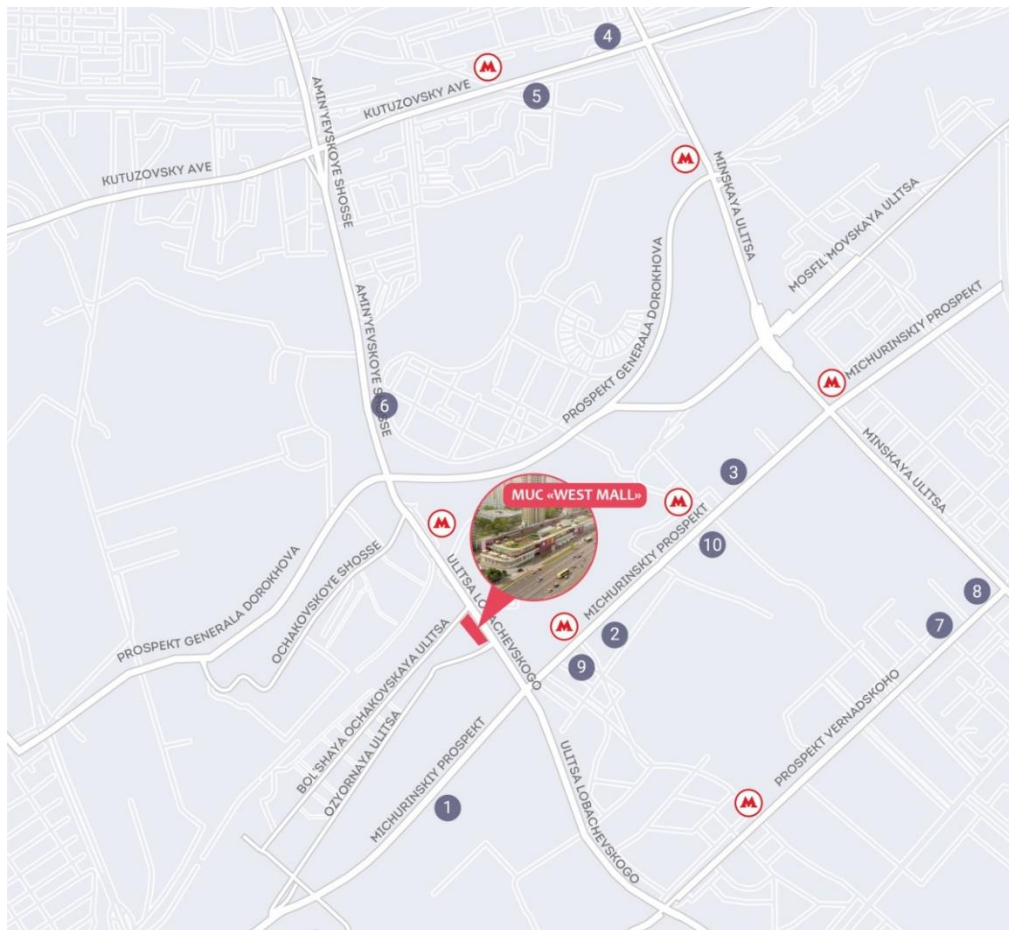 4
M
KUTUZOVSKY AVE
5
AMIN'YEVSKOYE SHOSSE
KUTUZOVSKY AVE
M
MINSKAYA ULITSA
MOSFIL'MOVSKAYA ULITSA
PROSPEKT GENERALA DOROKHOVA
MICHURINSKIY PROSPEKT
AMIN'YEVSKOYE SHOSSE
6
M
MINSKAYA ULITSA
3
MUC «WEST MALL»
M
M
10
MICHURINSKIY PROSPEKT
ULITSA LOBACHEVSKOGO
OCHAKOVSKOYE SHOSSE
PROSPEKT GENERALA DOROKHOVA
8
7
M
2
9
BOL'SHAYA OCHAKOVSKAYA ULITSA
OZYORNAYA ULITSA
MICHURINSKIY PROSPEKT
1
ULITSA LOBACHEVSKOGO
PROSPEKT VERNADSKOHO
M